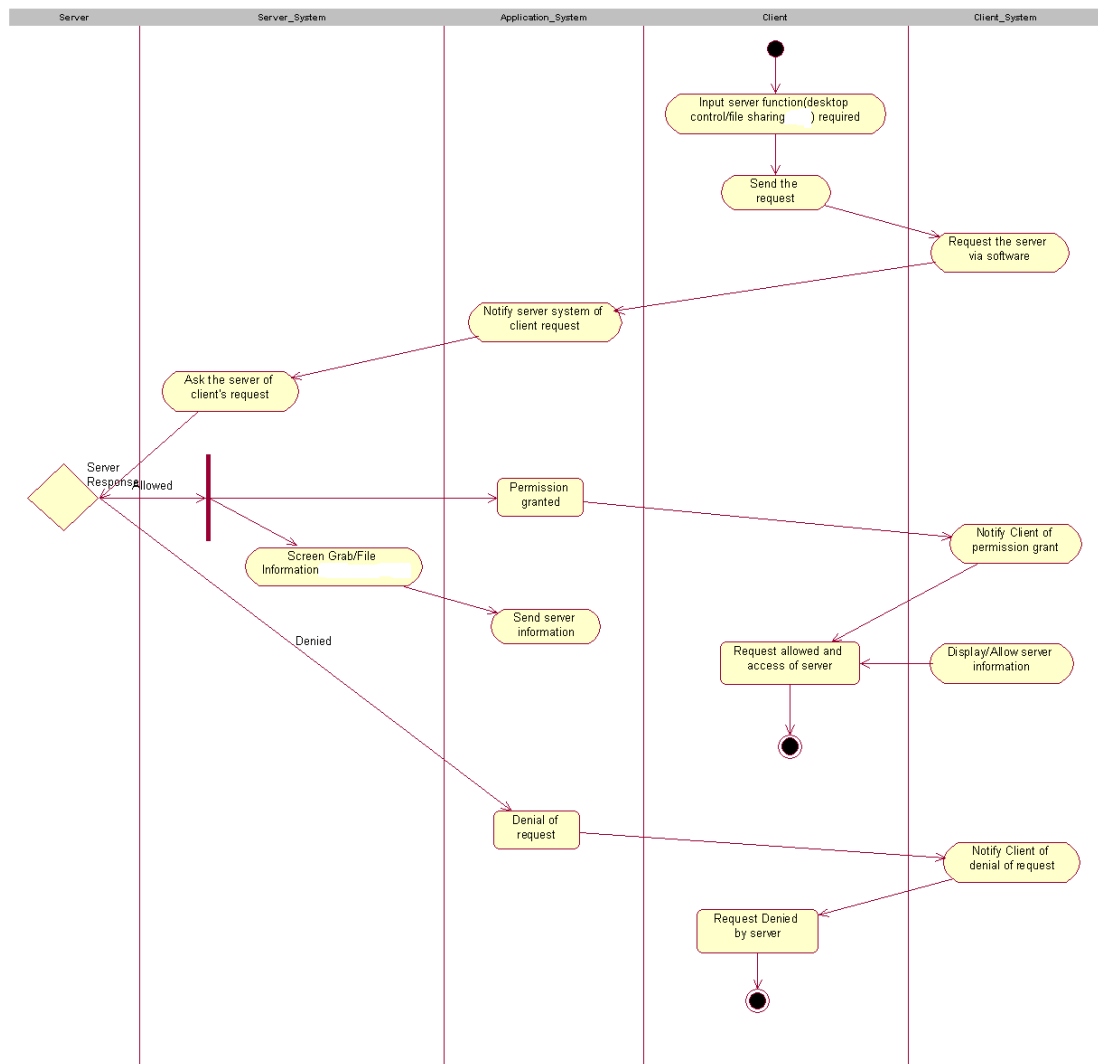 Server
Server_System
Application_System
Client
Client_System
Input server function(desktop
control/file sharing ) required
Send the
request
Request the server
via software
Notify server system of
client request
Ask the server of
client's request
Server
Response
Allowed
Permission
granted
Notify Client of
permission grant
Screen Grab/File
Information
Send server
information
Denied
Request allowed and
access of server
Display/Allow server
information
Denial of
request
Notify Client of
denial of request
Request Denied
by server